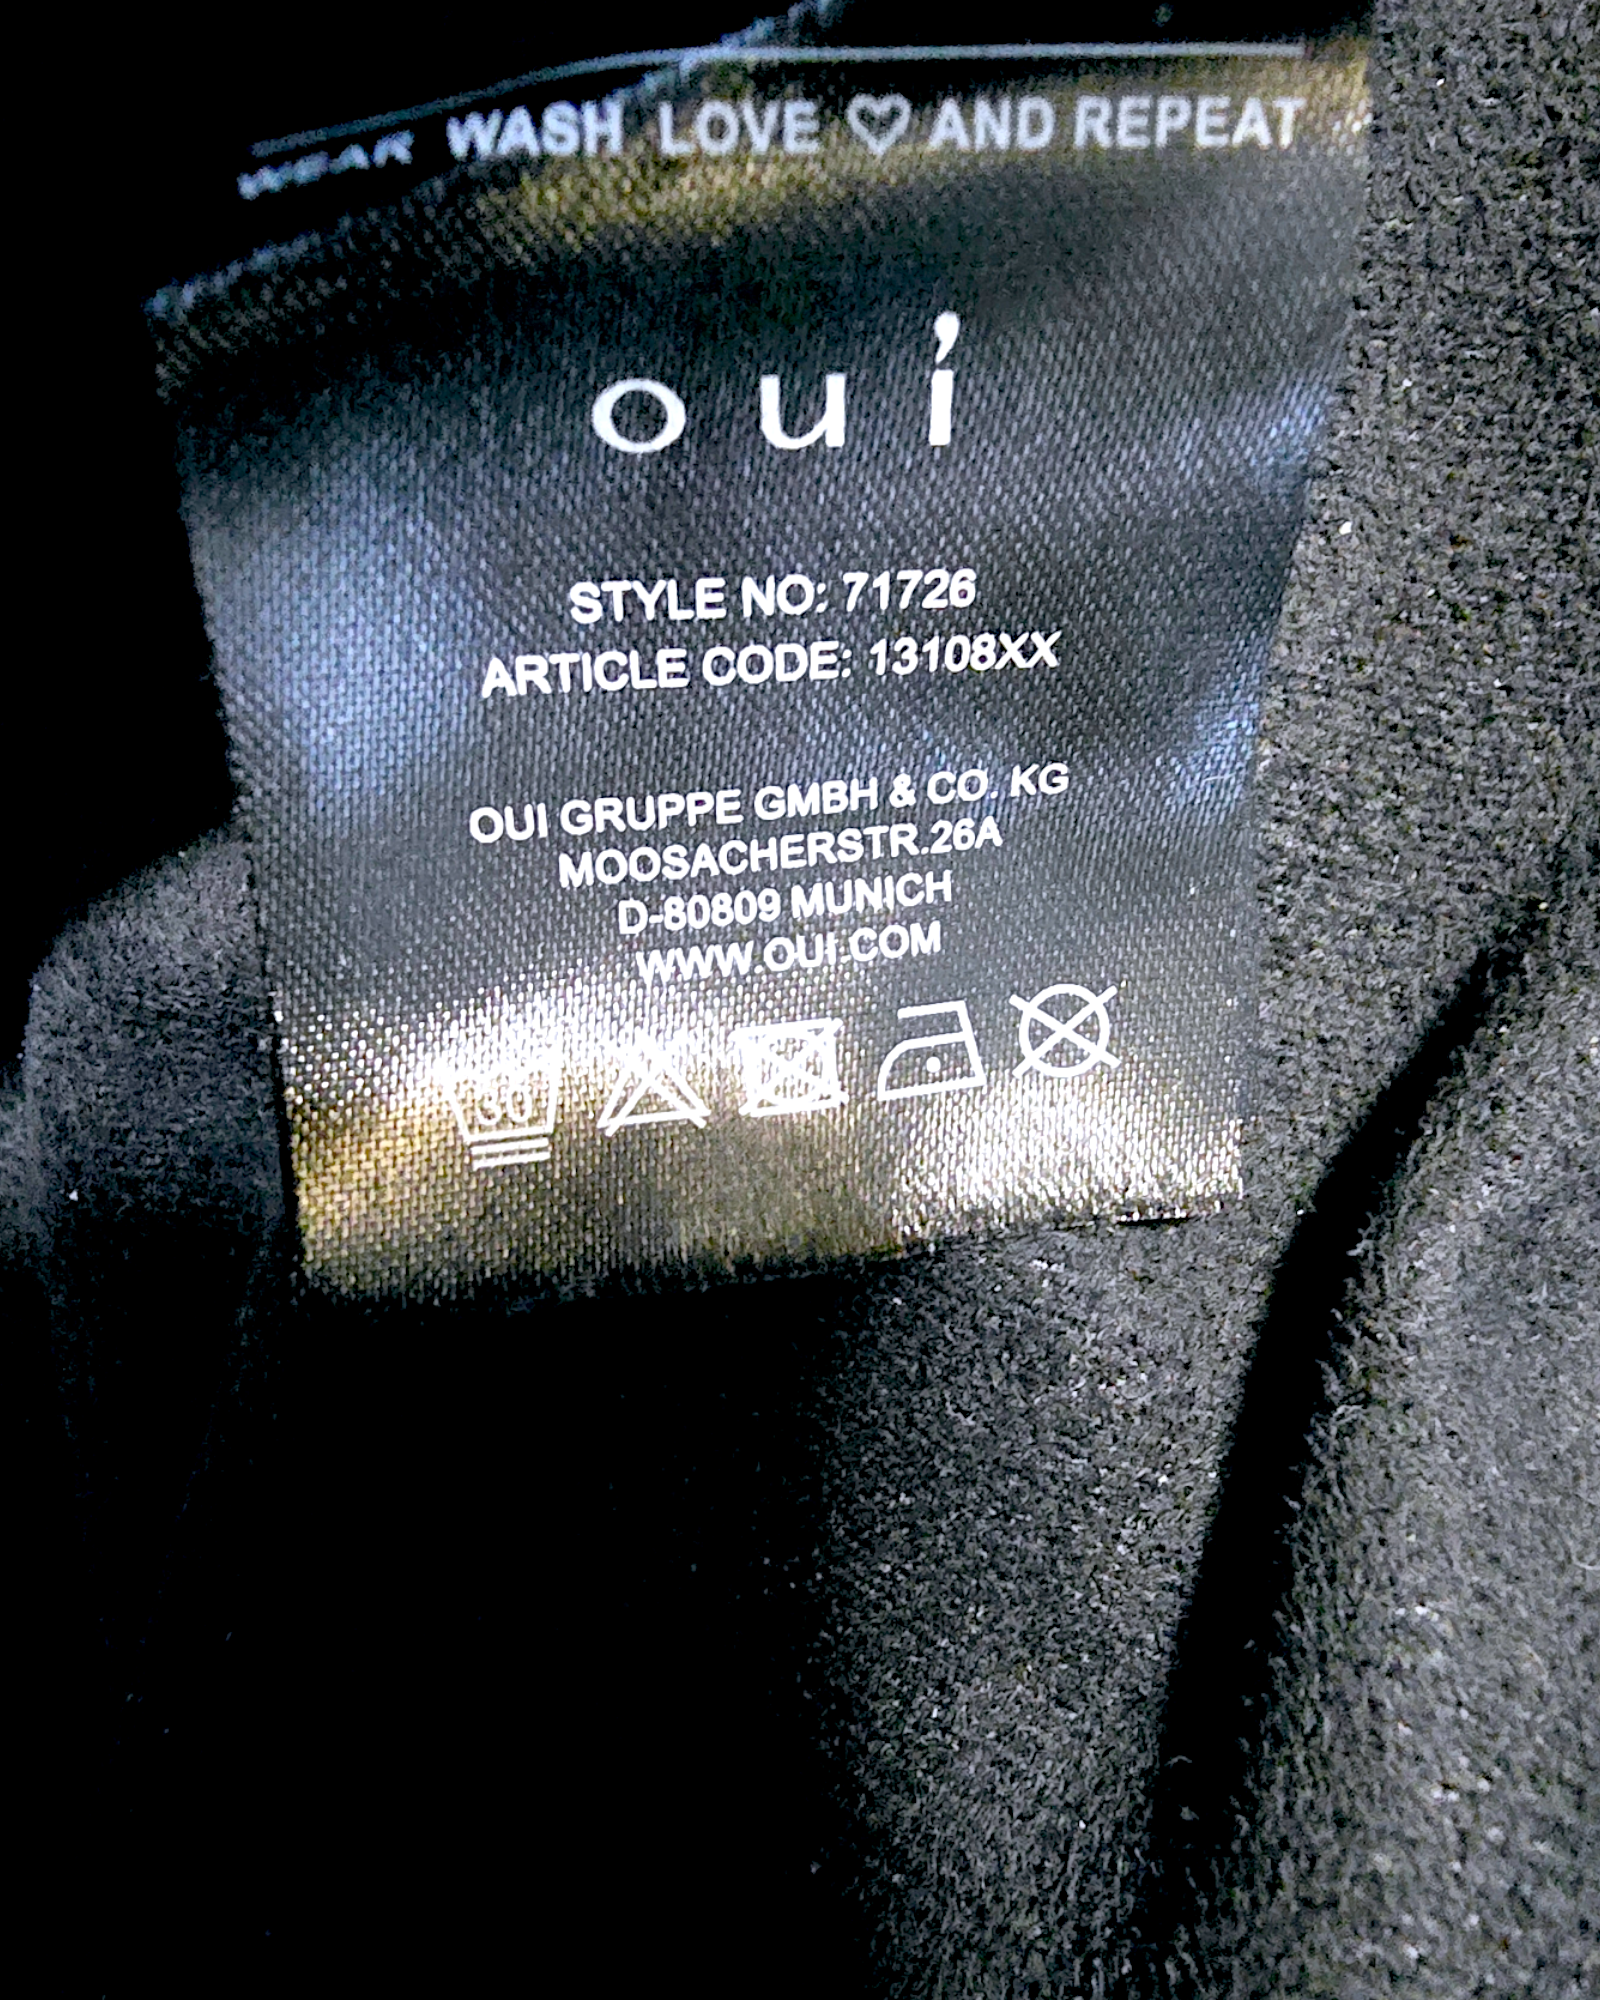 WEAR WASH LOVE ♡ AND REPEAT
oui
STYLE NO: 71726
ARTICLE CODE: 13108XX
OUI GRUPPE GMBH & CO. KG
MOOSACHERSTR.26A
D-80809 MUNICH
WWW.OUI.COM
30